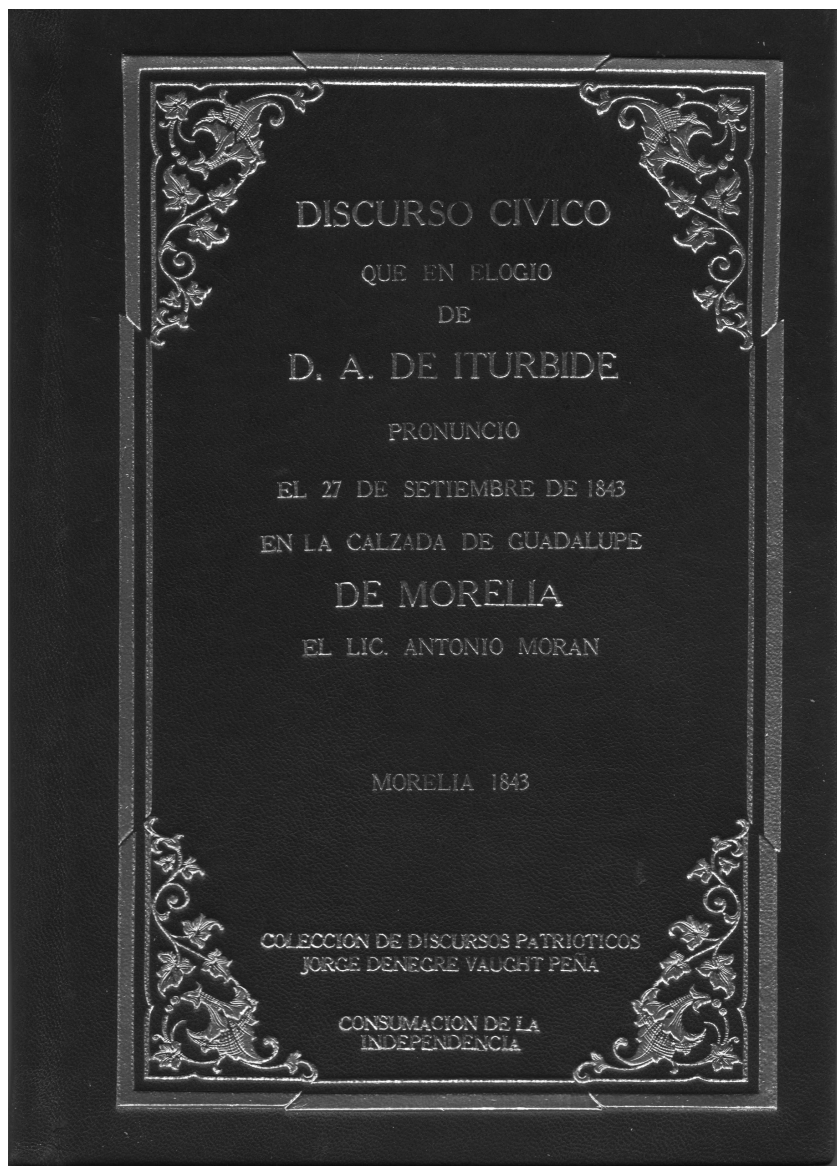 DISCURSO CIVICO
QUE EN ELOGIO
DE
D. A. DE ITURBIDE
PRONUNCIO
EL 27 DE SETIEMBRE DE 1843
EN LA CALZADA DE GUADALUPE
DE MORELIA
EL LIC. ANTONIO MORAN
MORELIA 1843
COLECCION DE DISCURSOS PaTRIOTICOS
JORGE DENEGRE VAUGHT PEÑA
CONSUMACION DE LA
INDEPENDENCIA